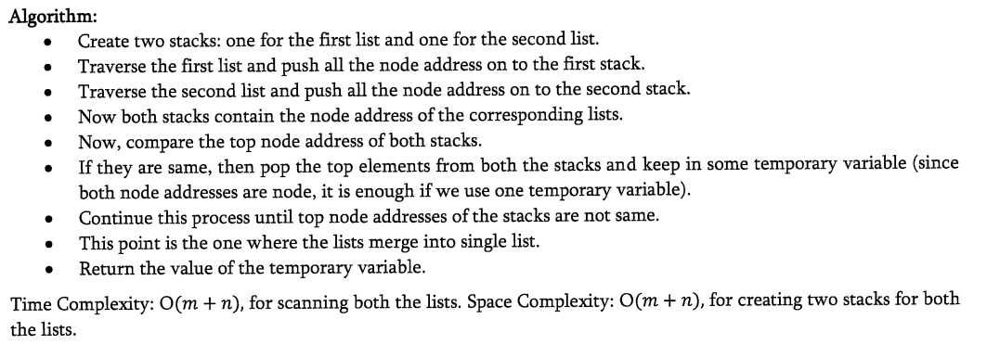 Algorithm:
• Create two stacks: one for the first list and one for the second list.
• Traverse the first list and push all the node address on to the first stack.
• Traverse the second list and push all the node address on to the second stack.
• Now both stacks contain the node address of the corresponding lists.
• Now, compare the top node address of both stacks.
• If they are same, then pop the top elements from both the stacks and keep in some temporary variable (since
both node addresses are node, it is enough if we use one temporary variable).
• Continue this process until top node addresses of the stacks are not same.
• This point is the one where the lists merge into single list.
• Return the value of the temporary variable.
Time Complexity: O(m + n), for scanning both the lists. Space Complexity: O(m + n), for creating two stacks for both
the lists.